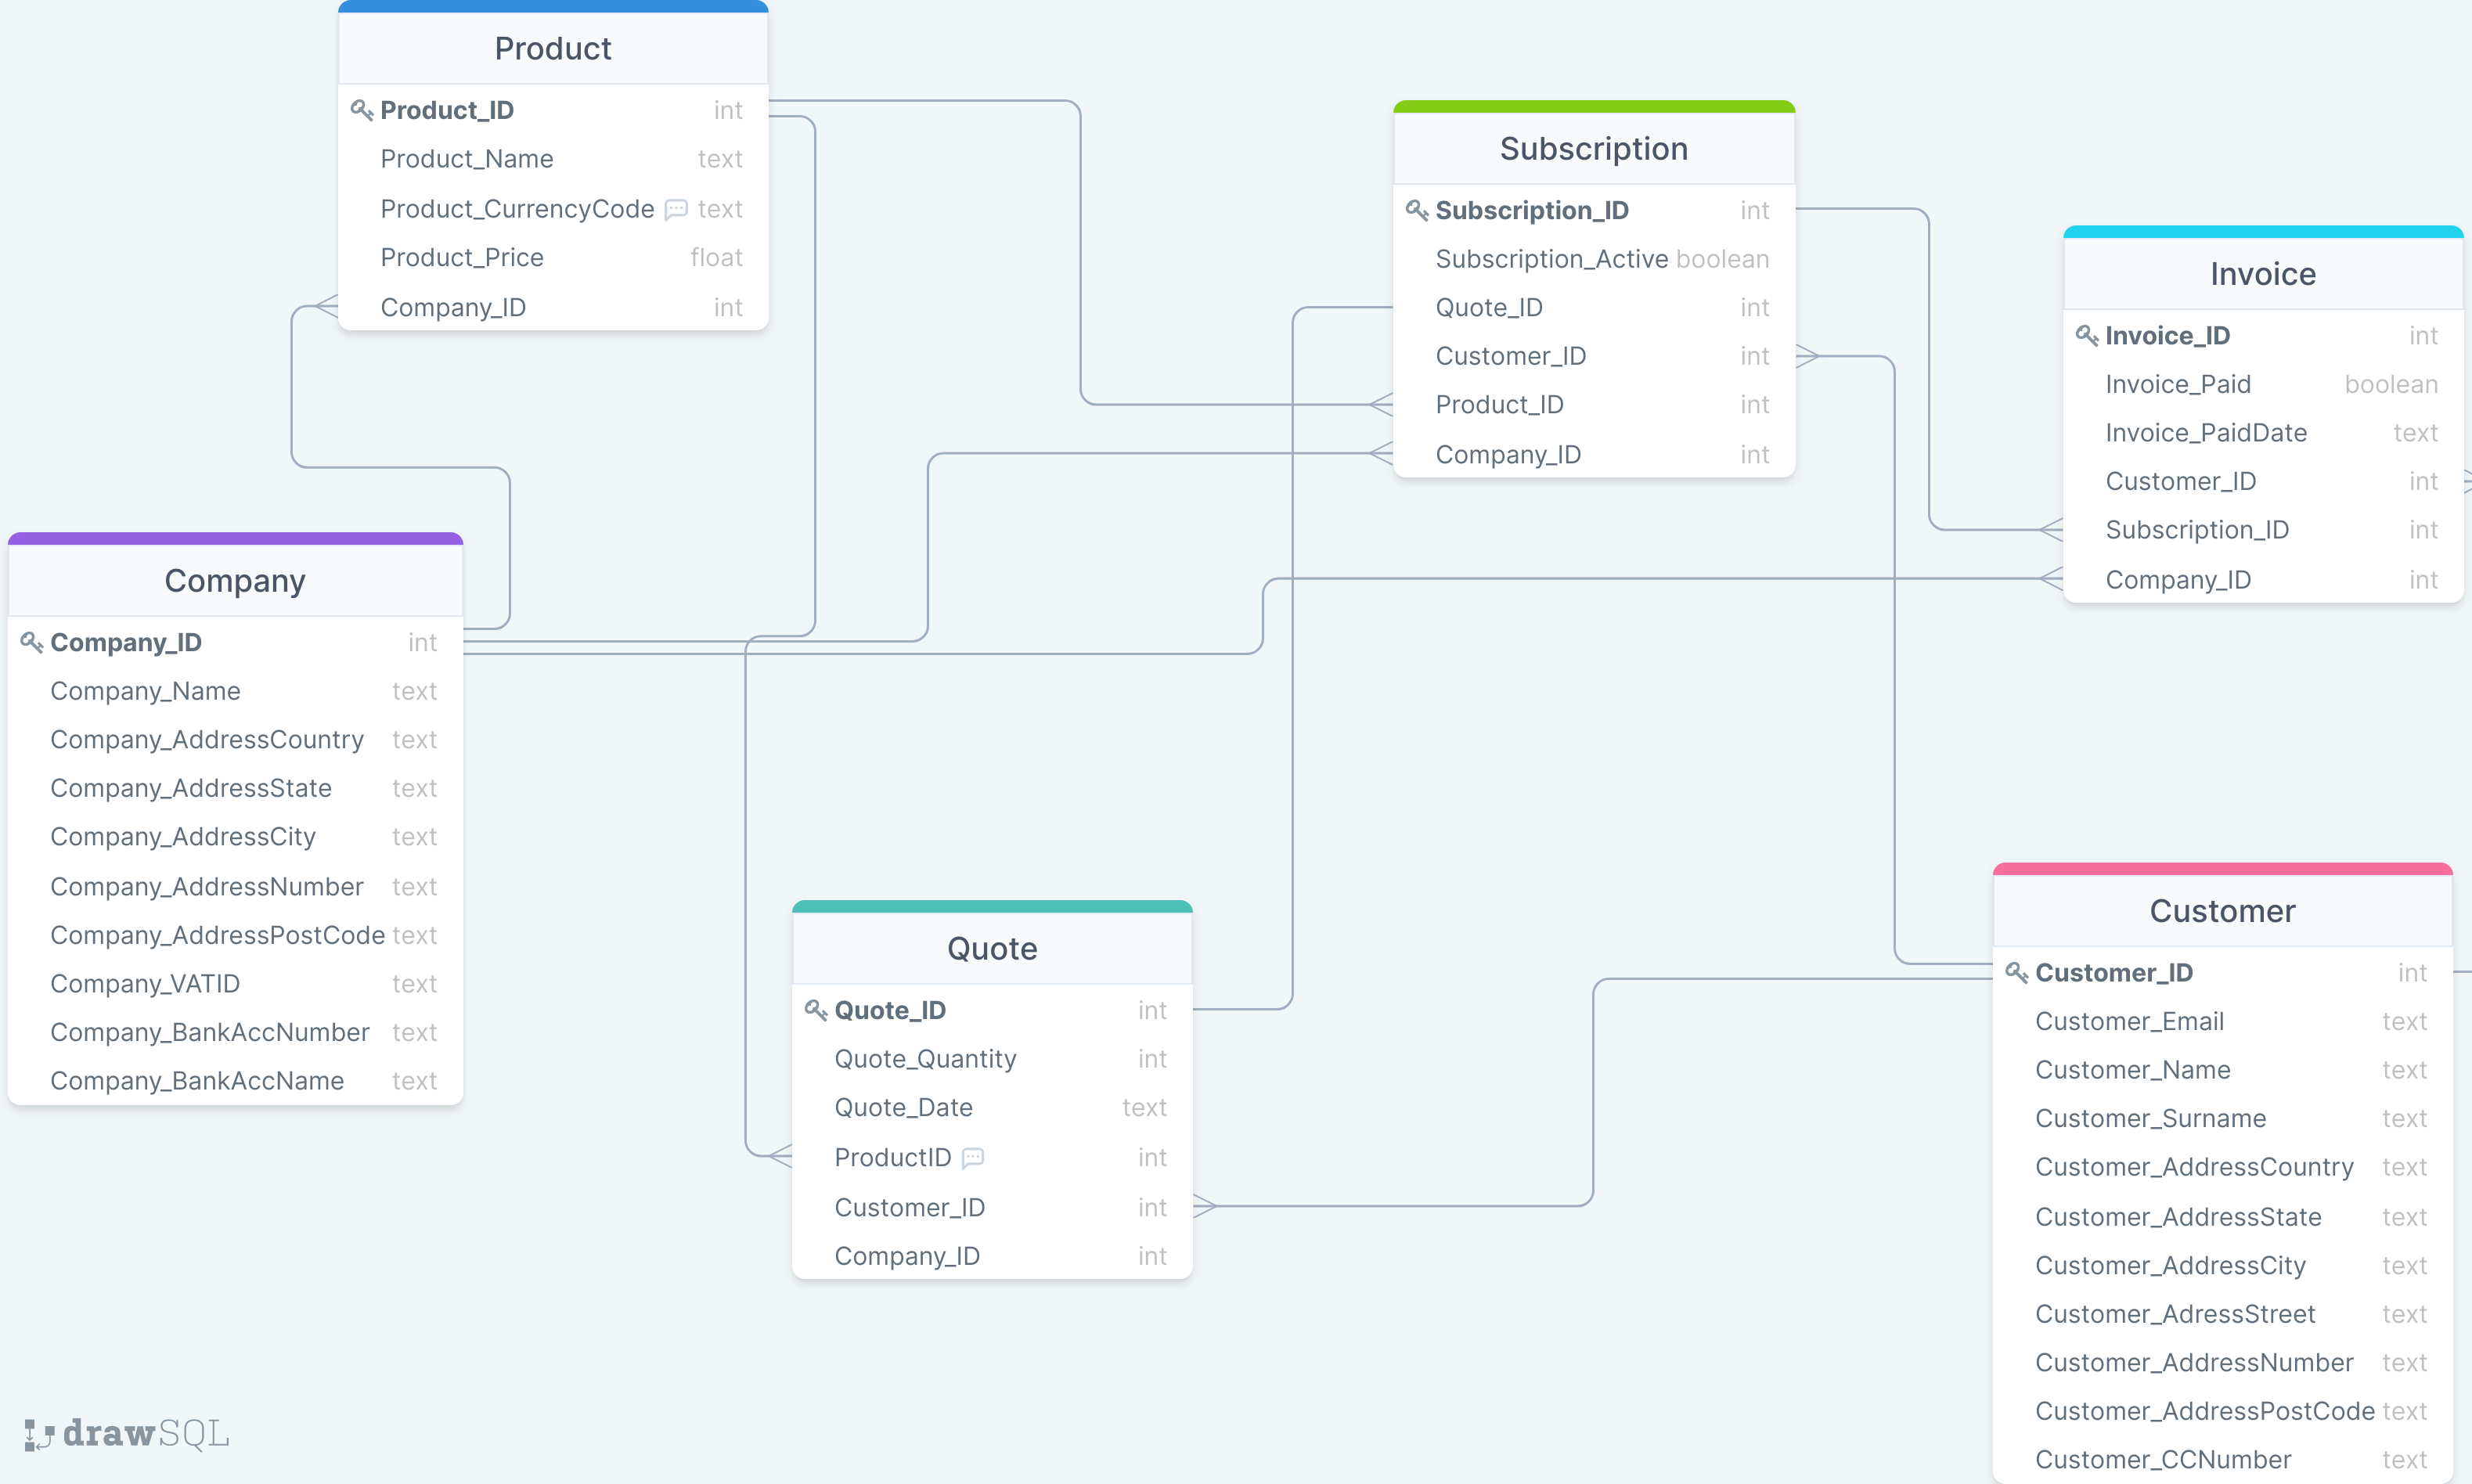 Product
Product_ID int
Product_Name text
Product_CurrencyCode text
Product_Price float
Company_ID int
Subscription
Subscription_ID int
Subscription_Active boolean
Quote_ID int
Customer_ID int
Product_ID int
Company_ID int
Invoice
Invoice_ID int
Invoice_Paid boolean
Invoice_PaidDate text
Customer_ID int
Subscription_ID int
Company_ID int
Company
Company_ID int
Company_Name text
Company_AddressCountry text
Company_AddressState text
Company_AddressCity text
Company_AddressNumber text
Company_AddressPostCode text
Company_VATID text
Company_BankAccNumber text
Company_BankAccName text
Quote
Quote_ID int
Quote_Quantity int
Quote_Date text
ProductID int
Customer_ID int
Company_ID int
Customer
Customer_ID int
Customer_Email text
Customer_Name text
Customer_Surname text
Customer_AddressCountry text
Customer_AddressState text
Customer_AddressCity text
Customer_AdressStreet text
Customer_AddressNumber text
Customer_AddressPostCode text
Customer_CCNumber text
drawSQL